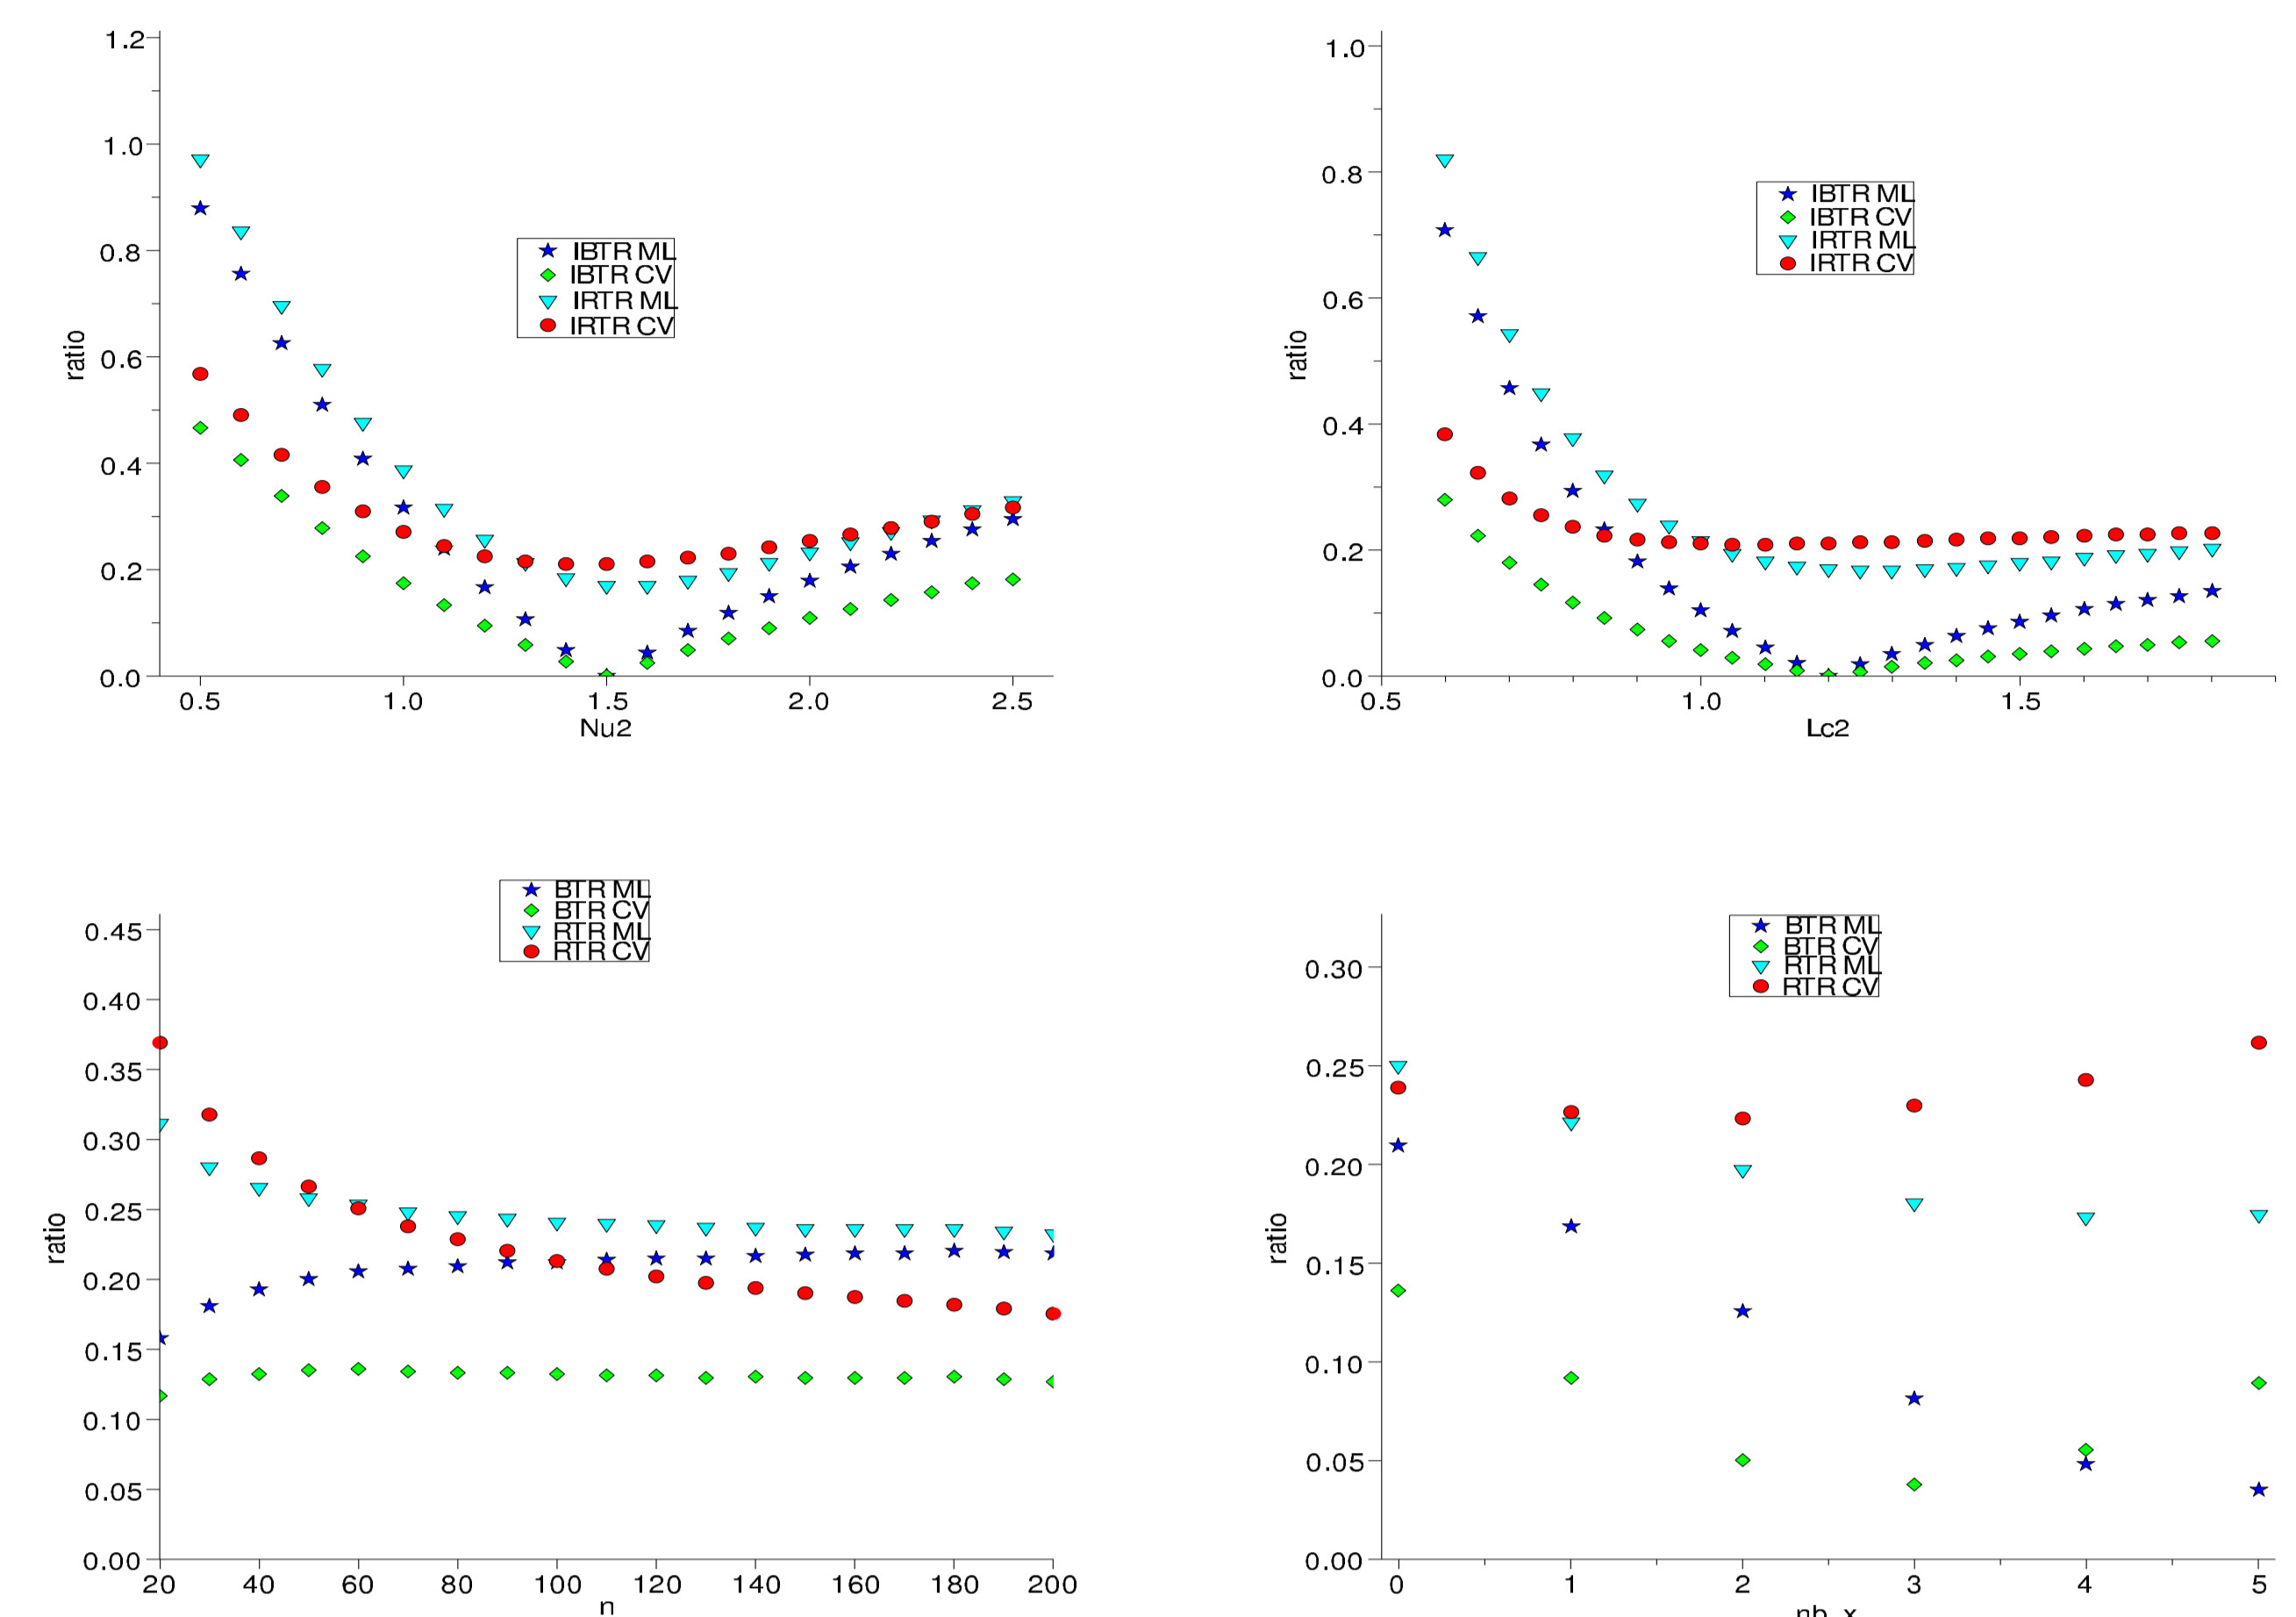 1.2
1.0
0.8
0.6
0.4
0.2
0.0
ratio
0.5 1.0 1.5 2.0 2.5
Nu2
IBTR ML
IBTR CV
IRTR ML
IRTR CV
1.0
0.8
0.6
0.4
0.2
0.0
ratio
0.5 1.0 1.5
Lc2
IBTR ML
IBTR CV
IRTR ML
IRTR CV
BTR ML
BTR CV
RTR ML
RTR CV
0.45
0.40
0.35
0.30
0.25
0.20
0.15
0.10
0.05
0.00
ratio
20 40 60 80 100 120 140 160 180 200
n
BTR ML
BTR CV
RTR ML
RTR CV
0.30
0.25
0.20
0.15
0.10
0.05
0.00
ratio
0 1 2 3 4 5
nb x